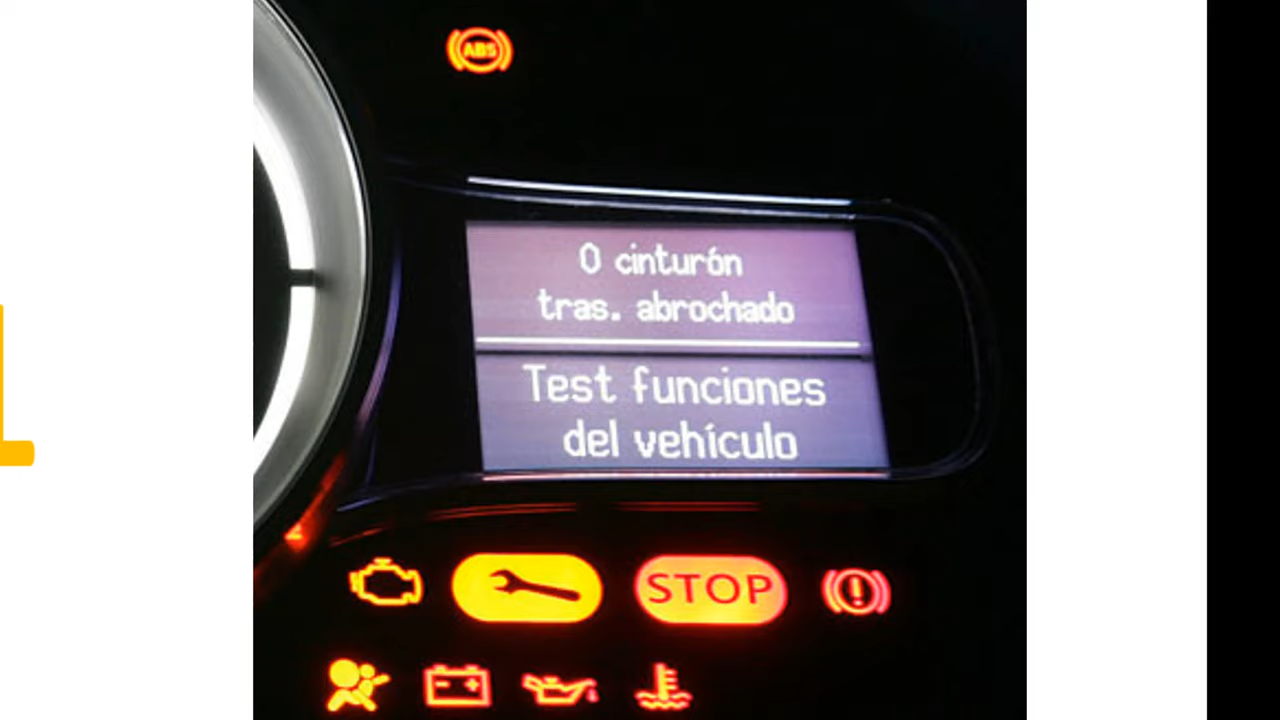 ABS
0 cinturón
tras. abrochado
Test funciones
del vehículo
STOP